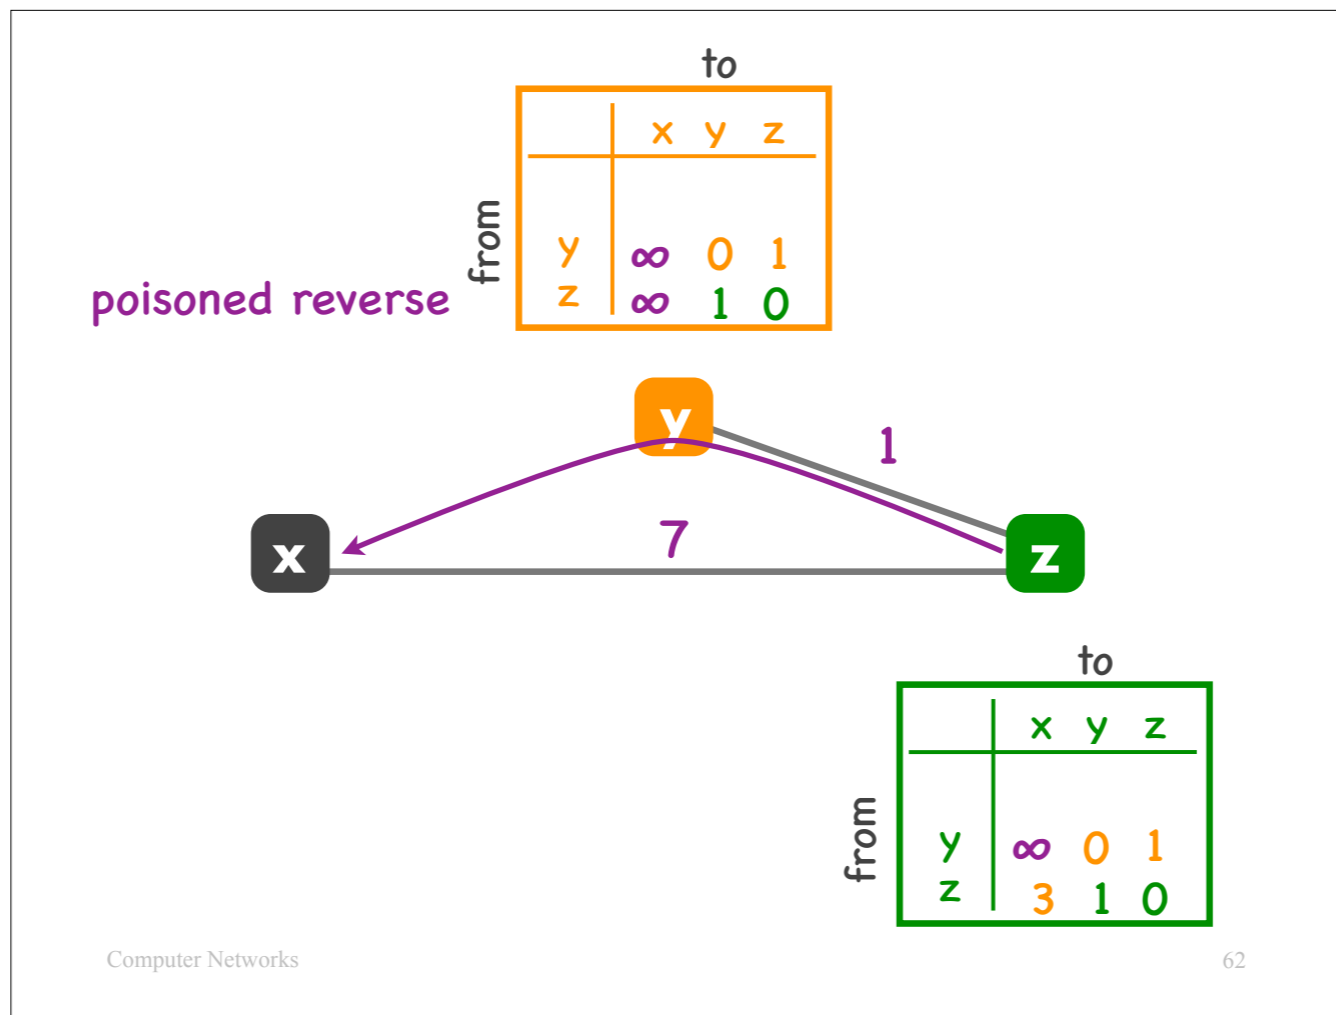 to
x y z
from
y ∞ 0 1
z ∞ 1 0
poisoned reverse
y
1
7
x
z
to
x y z
from
y ∞ 0 1
z 3 1 0
Computer Networks
62